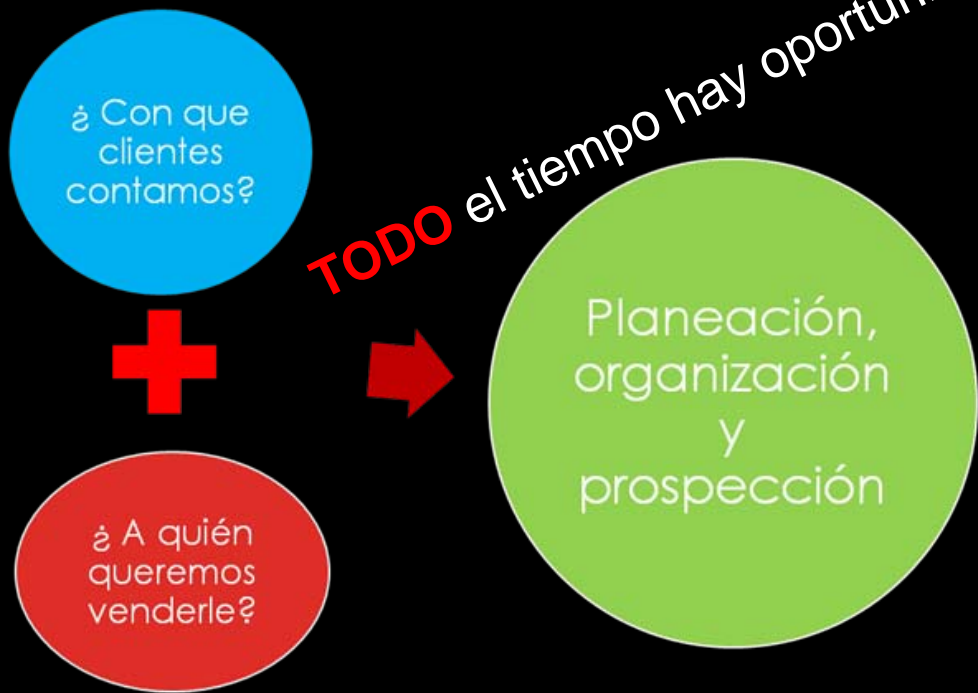 ¿ Con que
clientes
contamos?
TODO el tiempo hay
¿ A quién
queremos
venderle?
Planeación,
organización
y
prospección